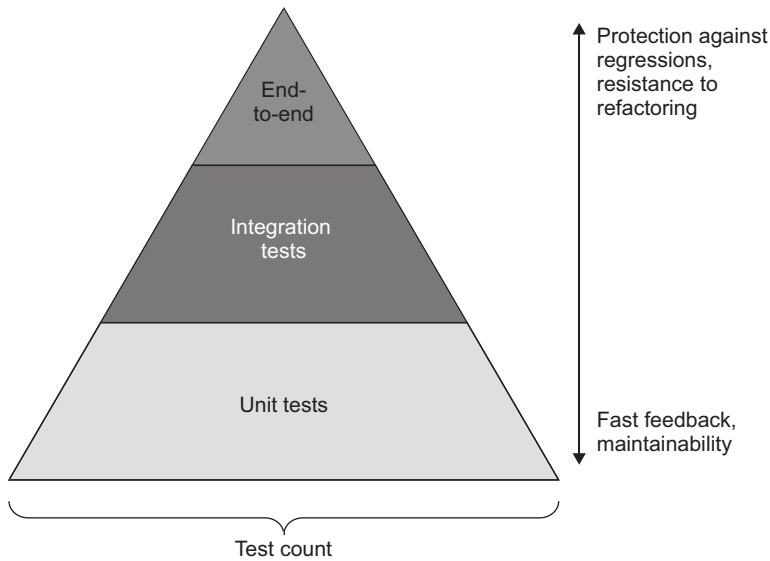 End-
to-end
Integration
tests
Unit tests
Test count
Protection against
regressions,
resistance to
refactoring
Fast feedback,
maintainability